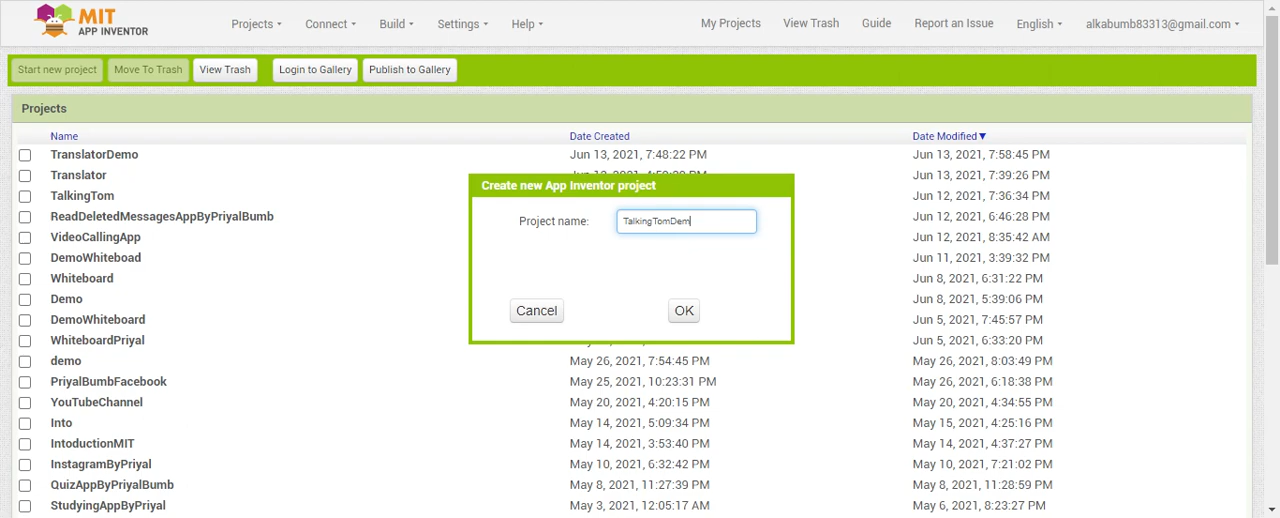 MIT
APP INVENTOR
Projects Connect Build Settings Help My Projects View Trash Guide Report an Issue English alkabumb83313@gmail.com
Start new project Move To Trash View Trash Login to Gallery Publish to Gallery
Projects
Name Date Created Date Modified
TranslatorDemo Jun 13, 2021, 7:48:22 PM Jun 13, 2021, 7:58:45 PM
Translator Jun 13, 2021, 7:39:26 PM
Create new App Inventor project
TalkingTom Jun 12, 2021, 7:36:34 PM
ReadDeletedMessagesAppByPriyalBumb Jun 12, 2021, 6:46:28 PM
Project name: TalkingTomDem
VideoCallingApp Jun 12, 2021, 8:35:42 AM
DemoWhiteboad Jun 11, 2021, 3:39:32 PM
Whiteboard Jun 8, 2021, 6:31:22 PM
Demo Jun 8, 2021, 5:39:06 PM
Cancel OK
DemoWhiteboard Jun 5, 2021, 7:45:57 PM
WhiteboardPriyal Jun 5, 2021, 6:33:20 PM
demo May 26, 2021, 7:54:45 PM May 26, 2021, 8:03:49 PM
PriyalBumbFacebook May 25, 2021, 10:23:31 PM May 26, 2021, 6:18:38 PM
YouTubeChannel May 20, 2021, 4:20:15 PM May 20, 2021, 4:34:55 PM
Into May 14, 2021, 5:09:34 PM May 15, 2021, 4:25:16 PM
IntoductionMIT May 14, 2021, 3:53:40 PM May 14, 2021, 4:37:27 PM
InstagramByPriyal May 10, 2021, 6:32:42 PM May 10, 2021, 7:21:02 PM
QuizAppByPriyalBumb May 8, 2021, 11:27:39 PM May 8, 2021, 11:28:59 PM
StudyingAppByPriyal May 3, 2021, 12:05:17 AM May 6, 2021, 8:23:27 PM